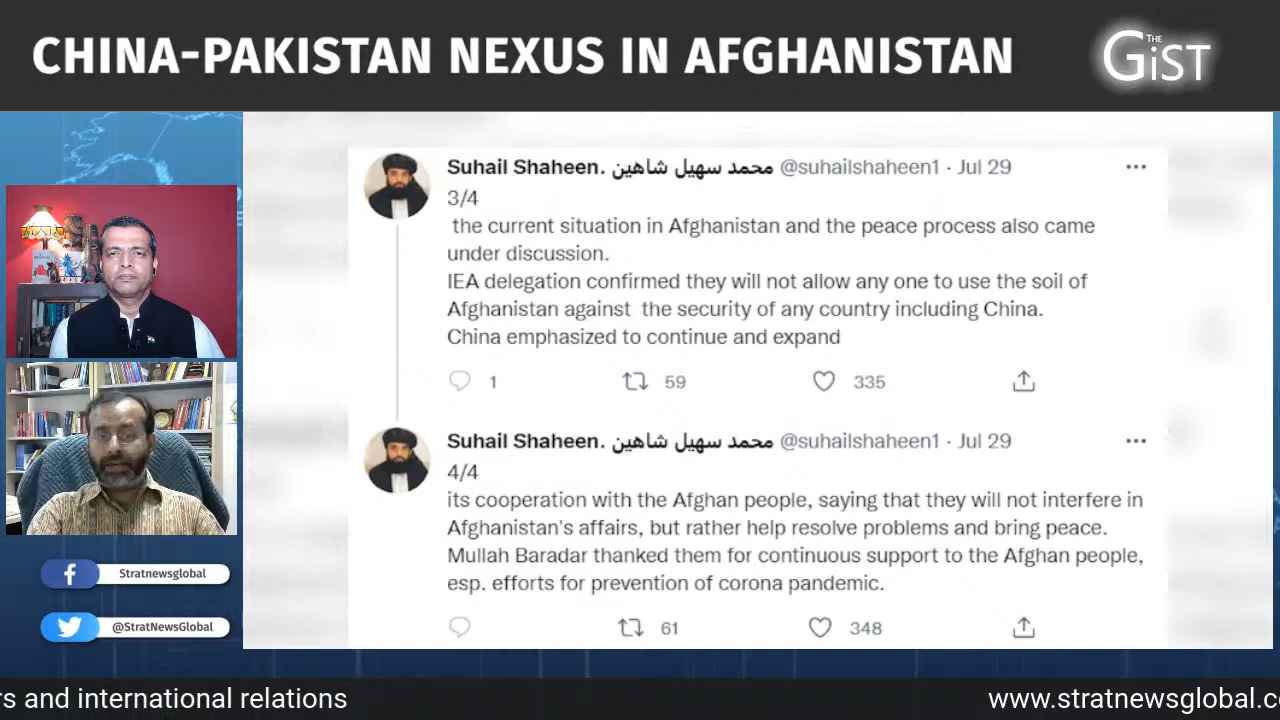 CHINA-PAKISTAN NEXUS IN AFGHANISTAN
THE GiST
Suhail Shaheen. محمد سهيل شاهين @suhailshaheen1 · Jul 29
3/4
the current situation in Afghanistan and the peace process also came
under discussion.
IEA delegation confirmed they will not allow any one to use the soil of
Afghanistan against the security of any country including China.
China emphasized to continue and expand
1 59 335
Suhail Shaheen. محمد سهيل شاهين @suhailshaheen1 · Jul 29
4/4
its cooperation with the Afghan people, saying that they will not interfere in
Afghanistan's affairs, but rather help resolve problems and bring peace.
Mullah Baradar thanked them for continuous support to the Afghan people,
esp. efforts for prevention of corona pandemic.
61 348
Stratnewsglobal
@StratNewsGlobal
rs and international relations
www.stratnewsglobal.c